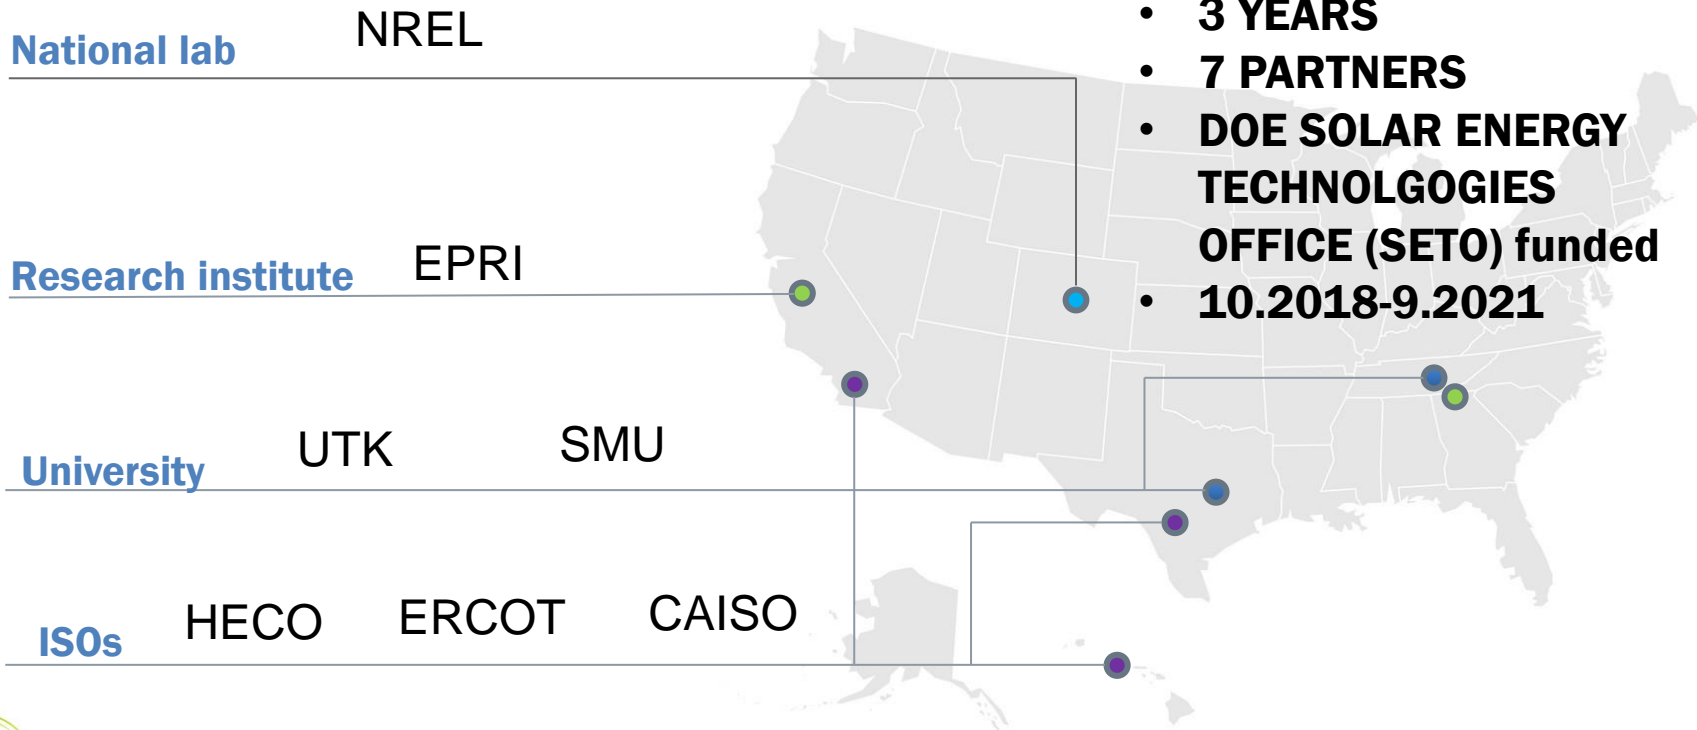 National lab NREL
• 3 YEARS
• 7 PARTNERS
• DOE SOLAR ENERGY
TECHNOLGOGIES
OFFICE (SETO) funded
• 10.2018-9.2021
Research institute EPRI
University UTK SMU
ISOs HECO ERCOT CAISO